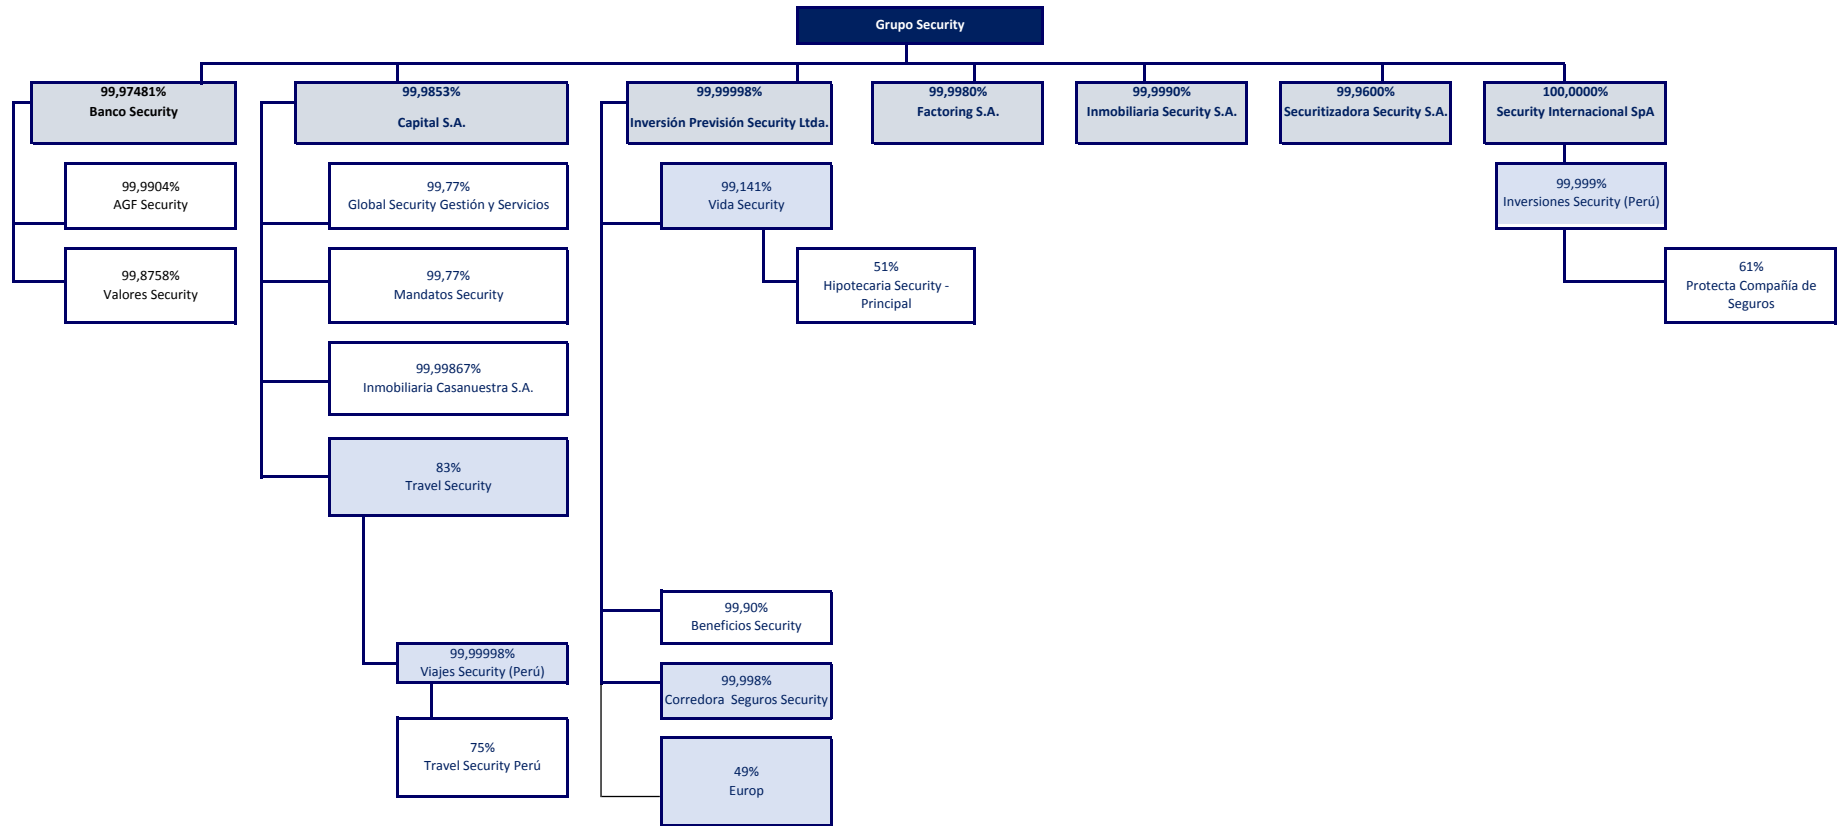 Grupo Security
99,97481%
Banco Security
99,9853%
Capital S.A.
99,99998%
Inversión Previsión Security Ltda.
99,9980%
Factoring S.A.
99,9990%
Inmobiliaria Security S.A.
99,9600%
Securitizadora Security S.A.
100,0000%
Security Internacional SpA
99,9904%
AGF Security
99,77%
Global Security Gestión y Servicios
99,141%
Vida Security
99,999%
Inversiones Security (Perú)
99,8758%
Valores Security
99,77%
Mandatos Security
51%
Hipotecaria Security -
Principal
61%
Protecta Compañía de
Seguros
99,99867%
Inmobiliaria Casanuestra S.A.
83%
Travel Security
99,90%
Beneficios Security
99,99998%
Viajes Security (Perú)
99,998%
Corredora  Seguros Security
75%
Travel Security Perú
49%
Europ